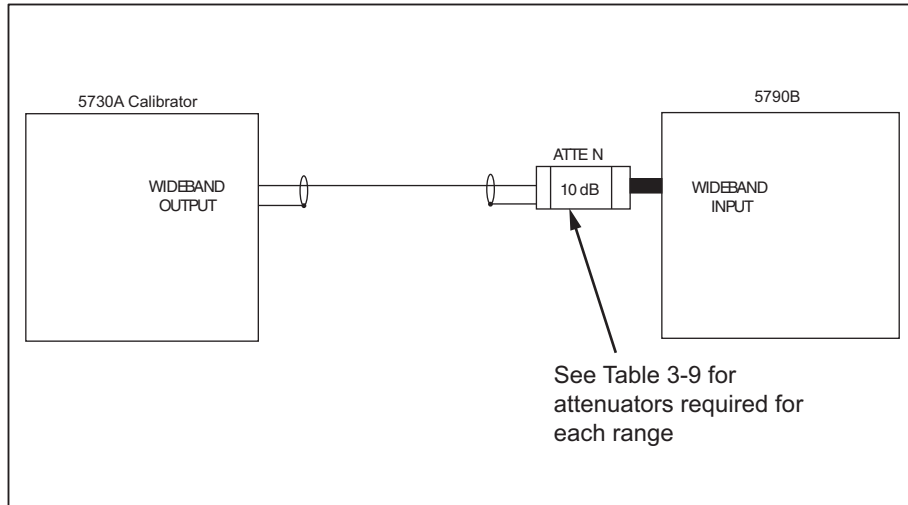 5730A Calibrator
5790B
ATTE N
WIDEBAND
OUTPUT
10 dB
WIDEBAND
INPUT
See Table 3-9 for
attenuators required for
each range